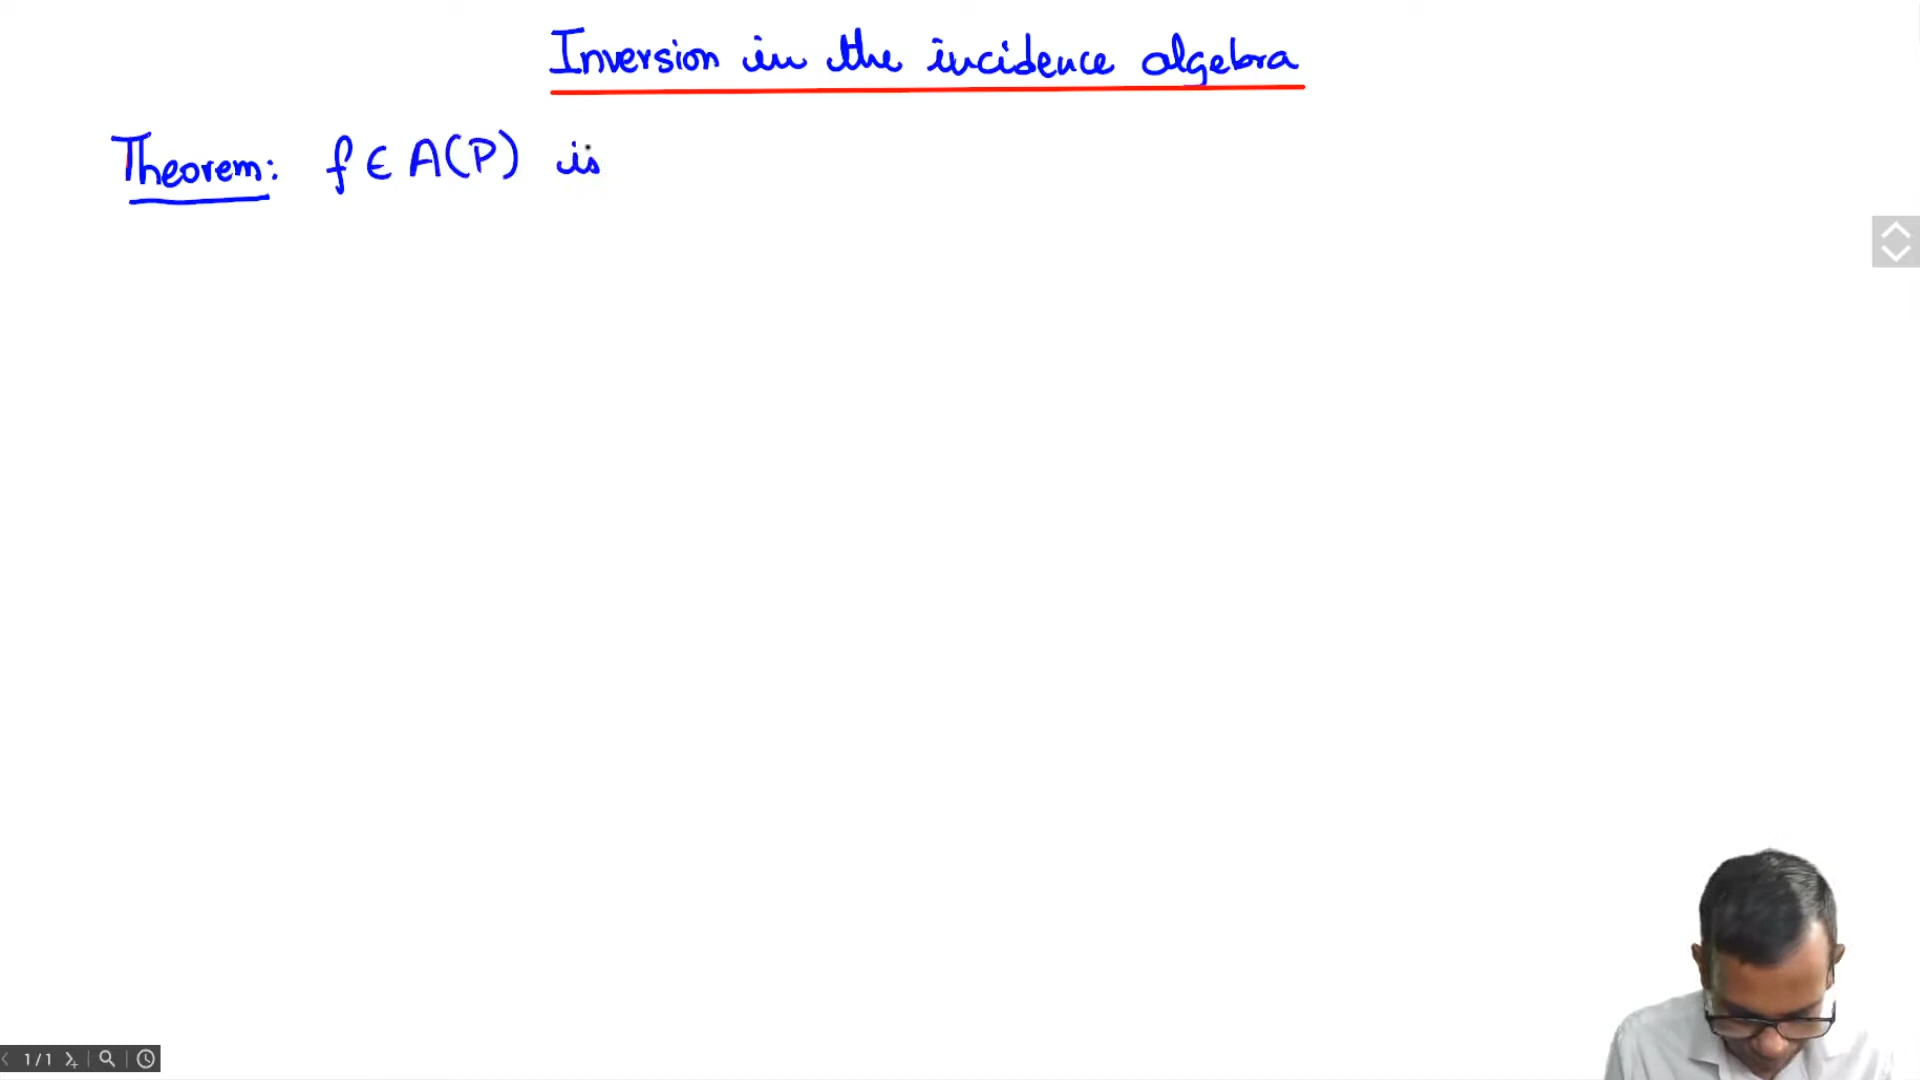 Inversion in the incidence algebra
Theorem: f ∈ A(P) is
1/1